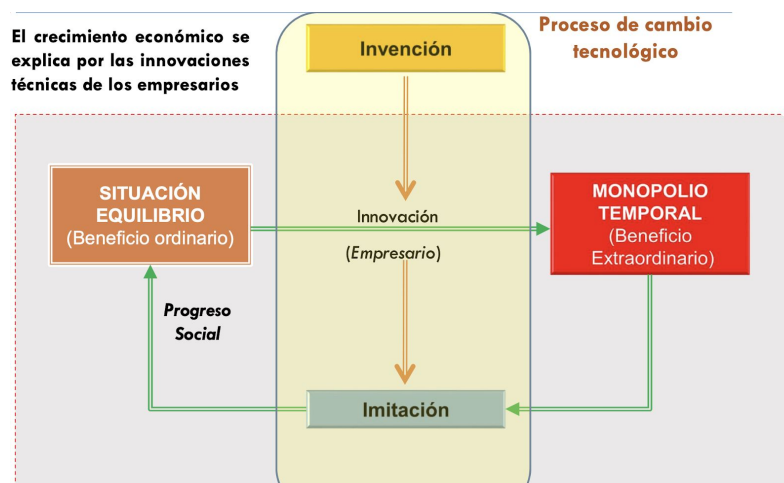 El crecimiento económico se
explica por las innovaciones
técnicas de los empresarios
Invención
Proceso de cambio
tecnológico
SITUACIÓN
EQUILIBRIO
(Beneficio ordinario)
Innovación
(Empresario)
MONOPOLIO
TEMPORAL
(Beneficio
Extraordinario)
Progreso
Social
Imitación